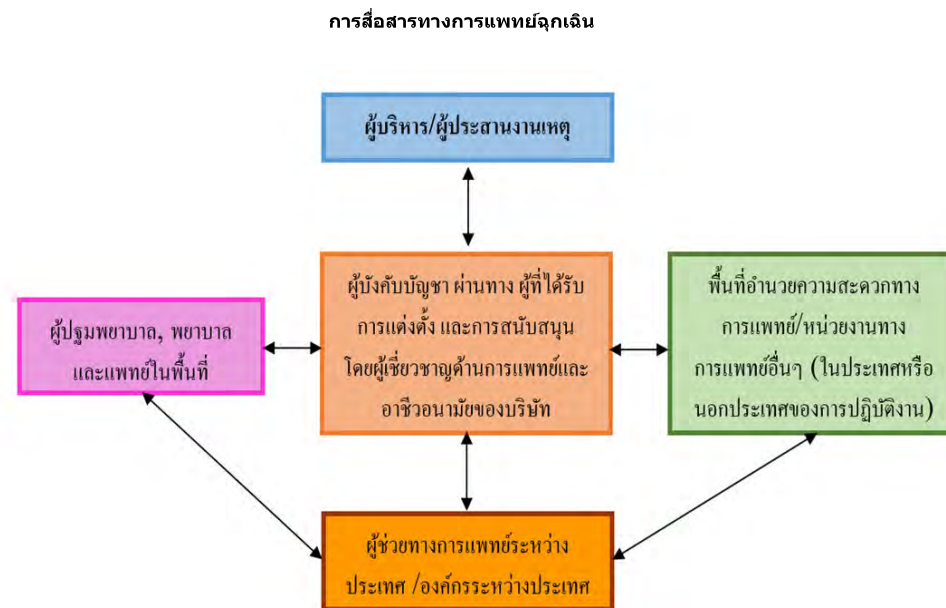 การสื่อสารทางการแพทย์ฉุกเฉิน
ผู้บริหาร/ผู้ประสานงานเหตุ
ผู้บังคับบัญชา ผ่านทาง ผู้ที่ได้รับ
การแต่งตั้ง และการสนับสนุน
โดยผู้เชี่ยวชาญด้านการแพทย์และ
อาชีวอนามัยของบริษัท
พื้นที่อำนวยความสะดวกทาง
การแพทย์/หน่วยงานทาง
การแพทย์อื่นๆ (ในประเทศหรือ
นอกประเทศของการปฏิบัติงาน)
ผู้ปฐมพยาบาล, พยาบาล
และแพทย์ในพื้นที่
ผู้ช่วยทางการแพทย์ระหว่าง
ประเทศ /องค์กรระหว่างประเทศ